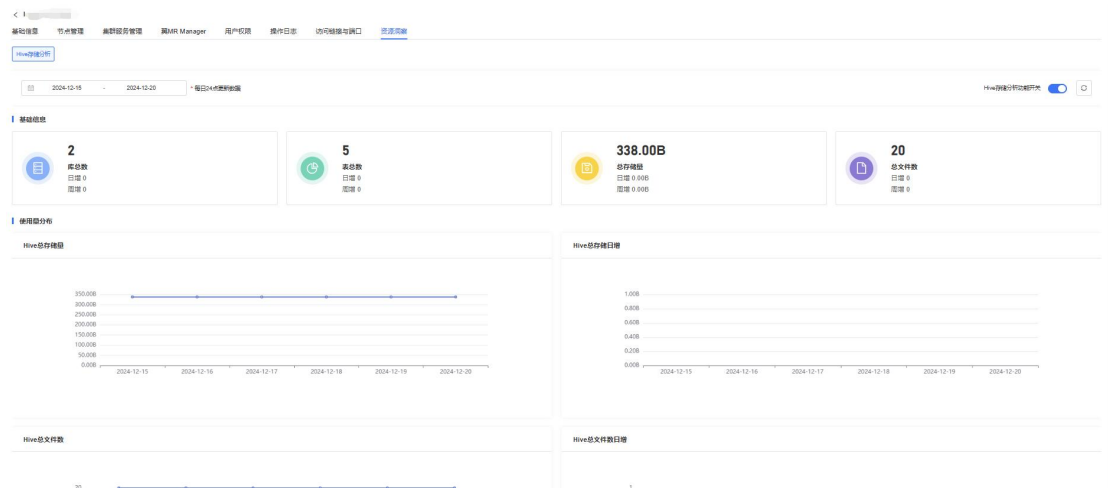 基础信息 节点管理 集群服务管理 翼MR Manager 用户权限 操作日志 访问链接与端口 资源洞察
Hive存储分析
2024-12-15 - 2024-12-20 * 每日24点更新数据 Hive存储分析功能开关
基础信息
2 5 338.00B 20
库总数 表总数 总存储量 总文件数
日增 0 日增 0 日增 0.00B 日增 0
周增 0 周增 0 周增 0.00B 周增 0
使用量分布
Hive总存储量 Hive总存储日增
350.00B
300.00B
250.00B
200.00B
150.00B
100.00B
50.00B
0.00B
2024-12-15 2024-12-16 2024-12-17 2024-12-18 2024-12-19 2024-12-20
1.00B
0.80B
0.60B
0.40B
0.20B
0.00B
2024-12-15 2024-12-16 2024-12-17 2024-12-18 2024-12-19 2024-12-20
Hive总文件数 Hive总文件数日增
20 1